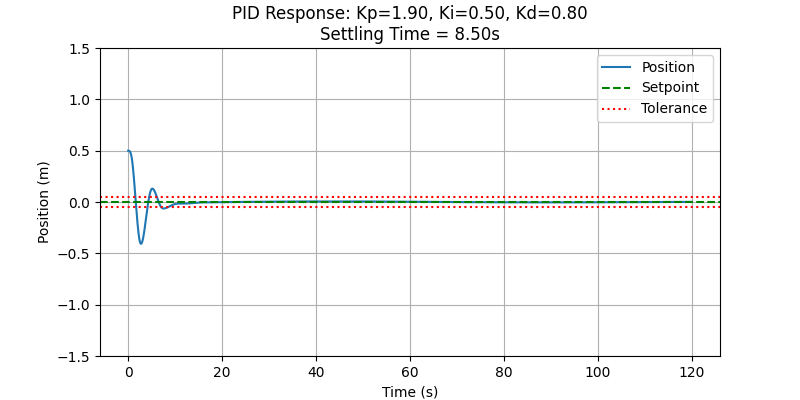 PID Response: Kp=1.90, Ki=0.50, Kd=0.80
Settling Time = 8.50s
1.5
1.0
0.5
0.0
−0.5
−1.0
−1.5
Position (m)
Position
Setpoint
Tolerance
0 20 40 60 80 100 120
Time (s)